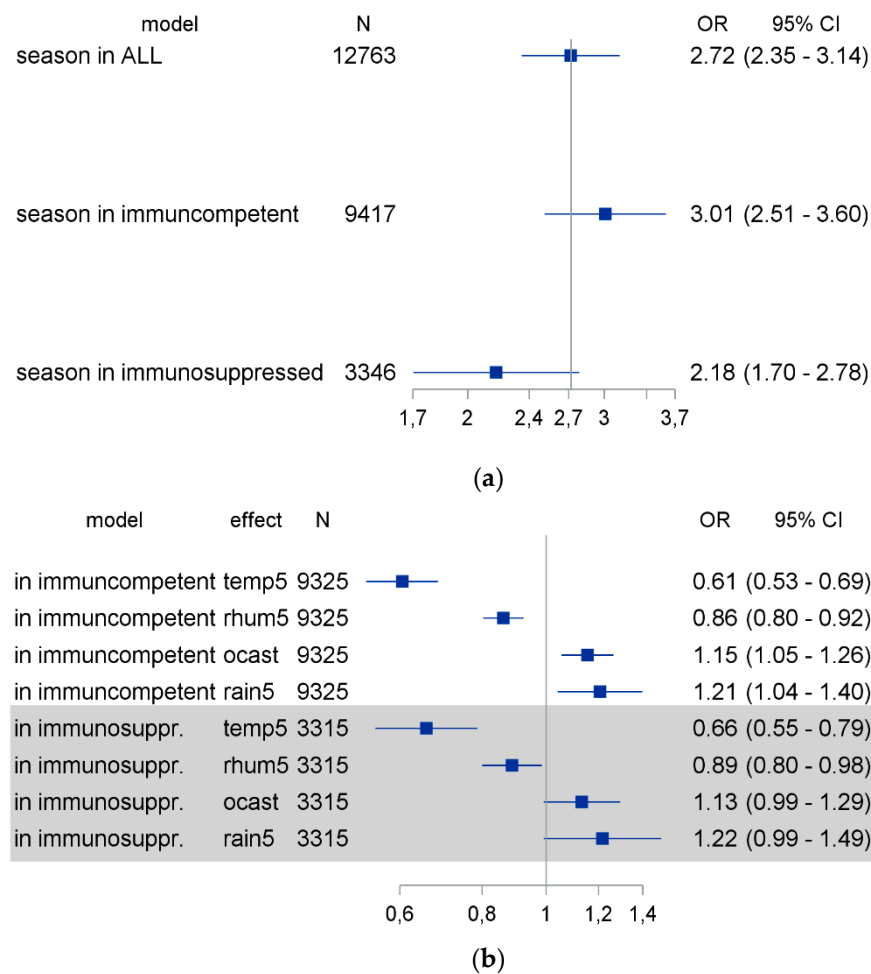 model N OR 95% CI
season in ALL 12763 2.72 (2.35 - 3.14)
season in immuncompetent 9417 3.01 (2.51 - 3.60)
season in immunosuppressed 3346 2.18 (1.70 - 2.78)
1,7 2 2,4 2,7 3 3,7
(a)
model effect N OR 95% CI
in immuncompetent temp5 9325 0.61 (0.53 - 0.69)
in immuncompetent rhum5 9325 0.86 (0.80 - 0.92)
in immuncompetent ocast 9325 1.15 (1.05 - 1.26)
in immuncompetent rain5 9325 1.21 (1.04 - 1.40)
in immunosuppr. temp5 3315 0.66 (0.55 - 0.79)
in immunosuppr. rhum5 3315 0.89 (0.80 - 0.98)
in immunosuppr. ocast 3315 1.13 (0.99 - 1.29)
in immunosuppr. rain5 3315 1.22 (0.99 - 1.49)
0,6 0,8 1 1,2 1,4
(b)